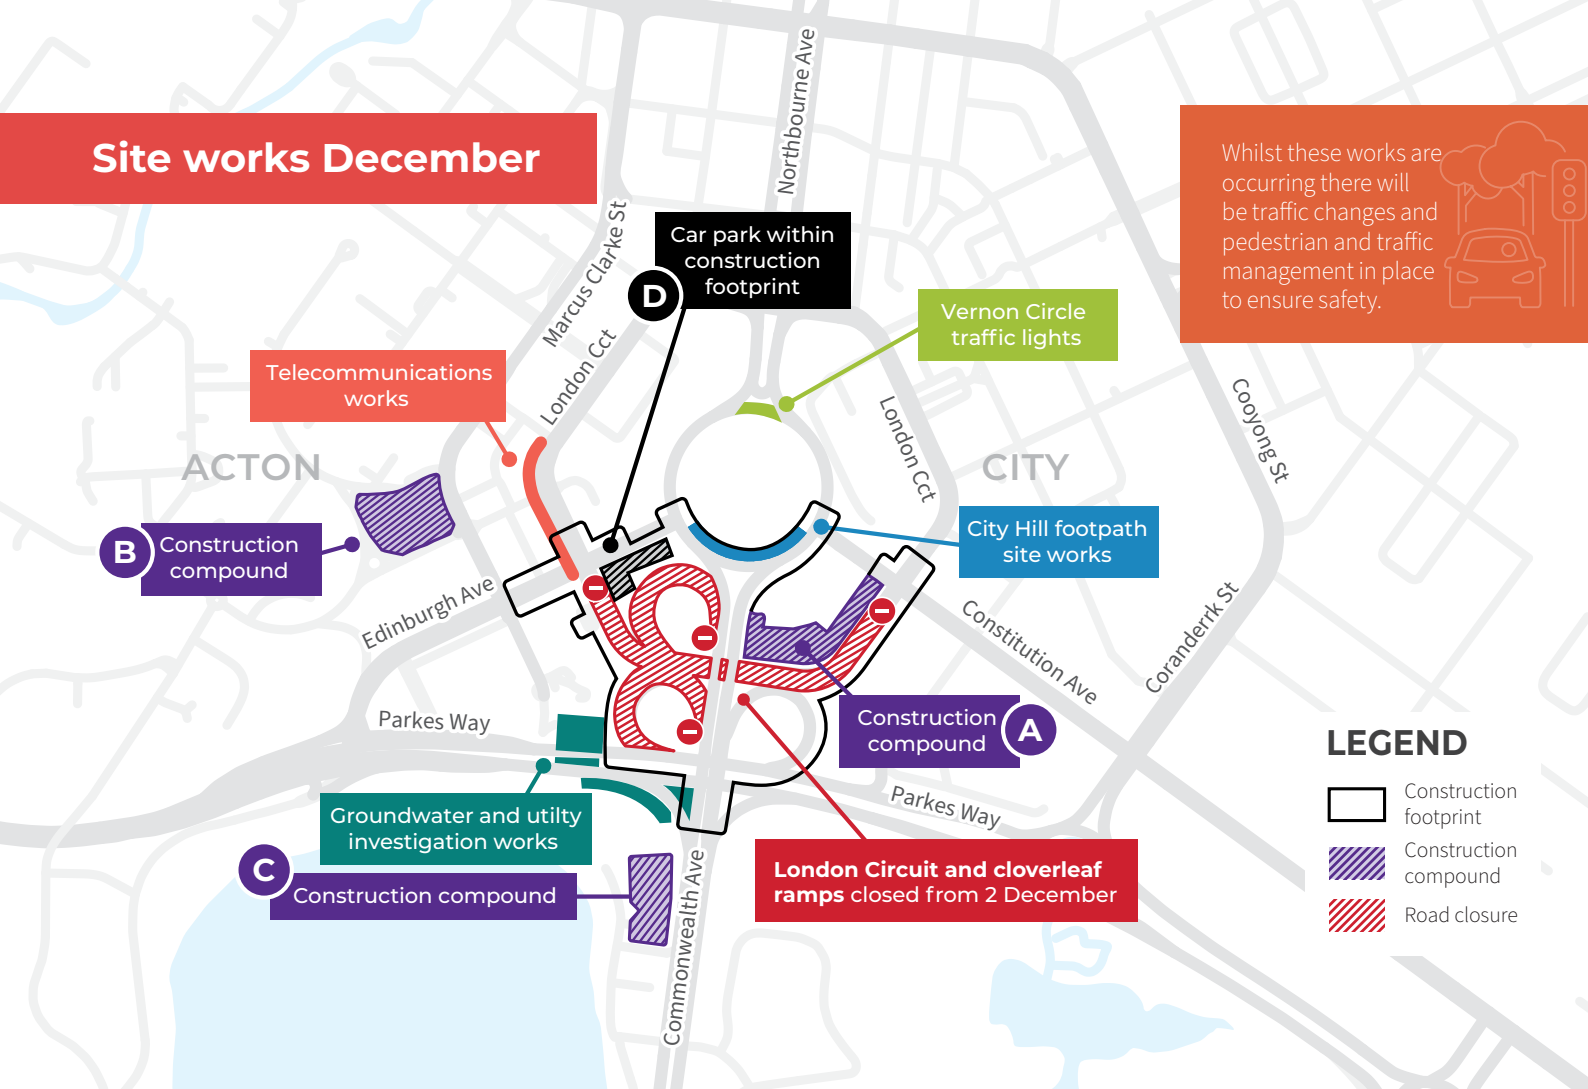 Site works December
Whilst these works are
occurring there will
be traffic changes and
pedestrian and traffic
management in place
to ensure safety.
Northbourne Ave
Marcus Clarke St
Car park within
construction
footprint
D
Vernon Circle
traffic lights
London Cct
Telecommunications
works
London Cct
Cooyong St
ACTON
CITY
B
Construction
compound
City Hill footpath
site works
Edinburgh Ave
Constitution Ave
Coranderrk St
Parkes Way
Construction
compound
A
Parkes Way
Groundwater and utilty
investigation works
C
Construction compound
Commonwealth Ave
London Circuit and cloverleaf
ramps closed from 2 December
LEGEND
Construction
footprint
Construction
compound
Road closure